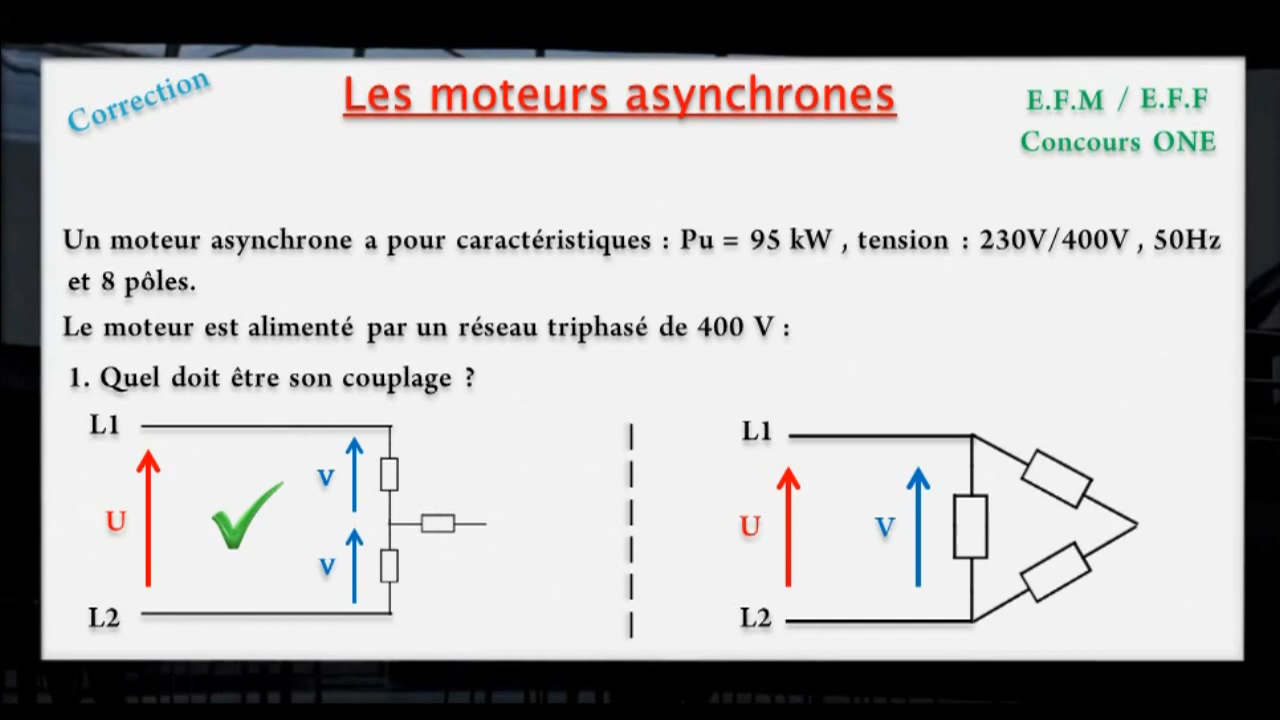 Correction
Les moteurs asynchrones
E.F.M / E.F.F
Concours ONE
Un moteur asynchrone a pour caractéristiques : Pu = 95 kW , tension : 230V/400V , 50Hz
et 8 pôles.
Le moteur est alimenté par un réseau triphasé de 400 V :
1. Quel doit être son couplage ?
L1
U
V
V
L2
L1
U
V
L2